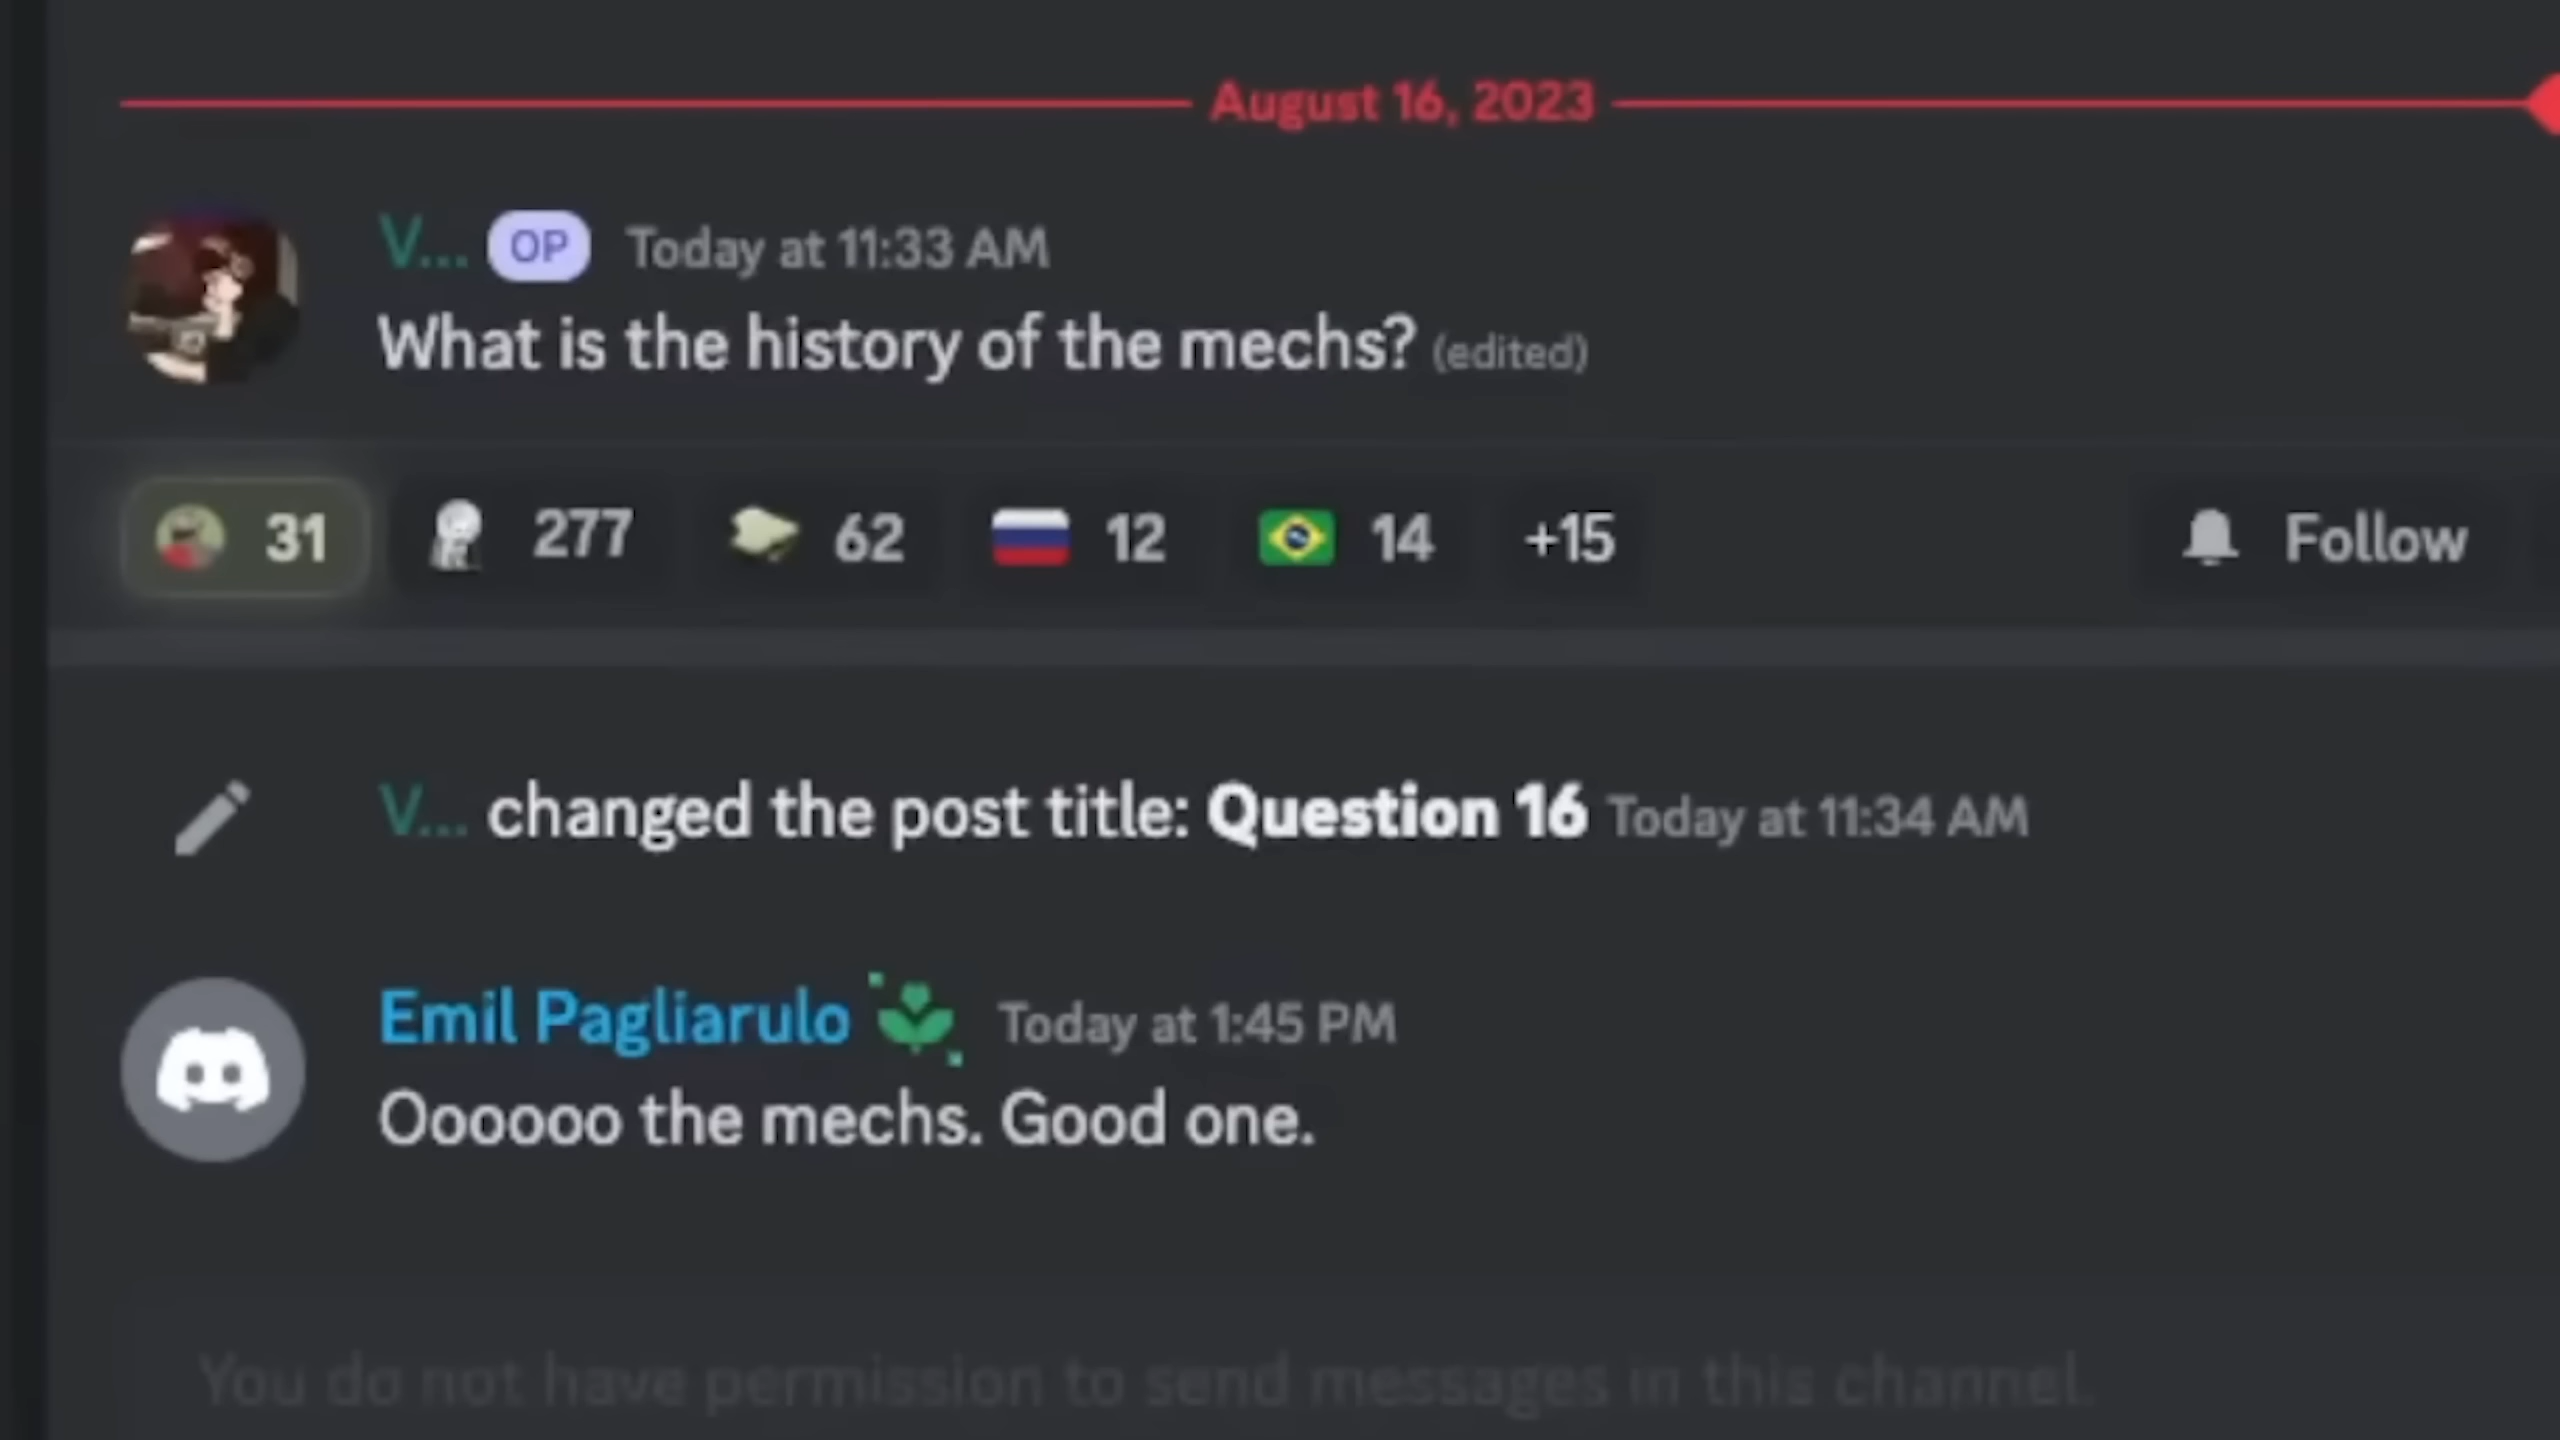 August 16, 2023
V... OP Today at 11:33 AM
What is the history of the mechs? (edited)
31 277 62 12 14 +15 Follow
V... changed the post title: Question 16 Today at 11:34 AM
Emil Pagliarulo Today at 1:45 PM
Oooooo the mechs. Good one.
You do not have permission to send messages in this channel.